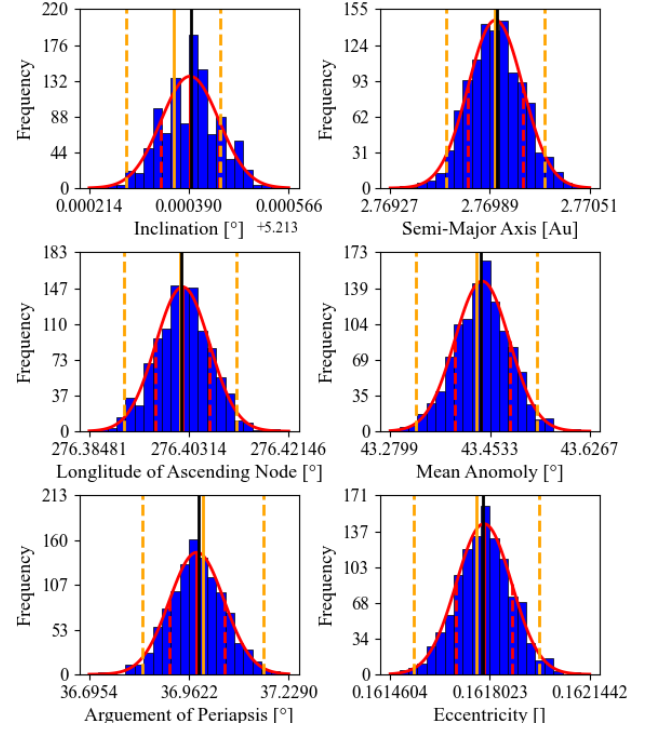 220
176
132
88
44
0
Frequency
0.000214 0.000390 0.000566
Inclination [°] +5.213
155
124
93
62
31
0
Frequency
2.76927 2.76989 2.77051
Semi-Major Axis [Au]
183
147
110
73
37
0
Frequency
276.38481 276.40314 276.42146
Longlitude of Ascending Node [°]
173
139
104
69
35
0
Frequency
43.2799 43.4533 43.6267
Mean Anomoly [°]
213
160
107
53
0
Frequency
36.6954 36.9622 37.2290
Arguement of Periapsis [°]
171
137
103
68
34
0
Frequency
0.1614604 0.1618023 0.1621442
Eccentricity []